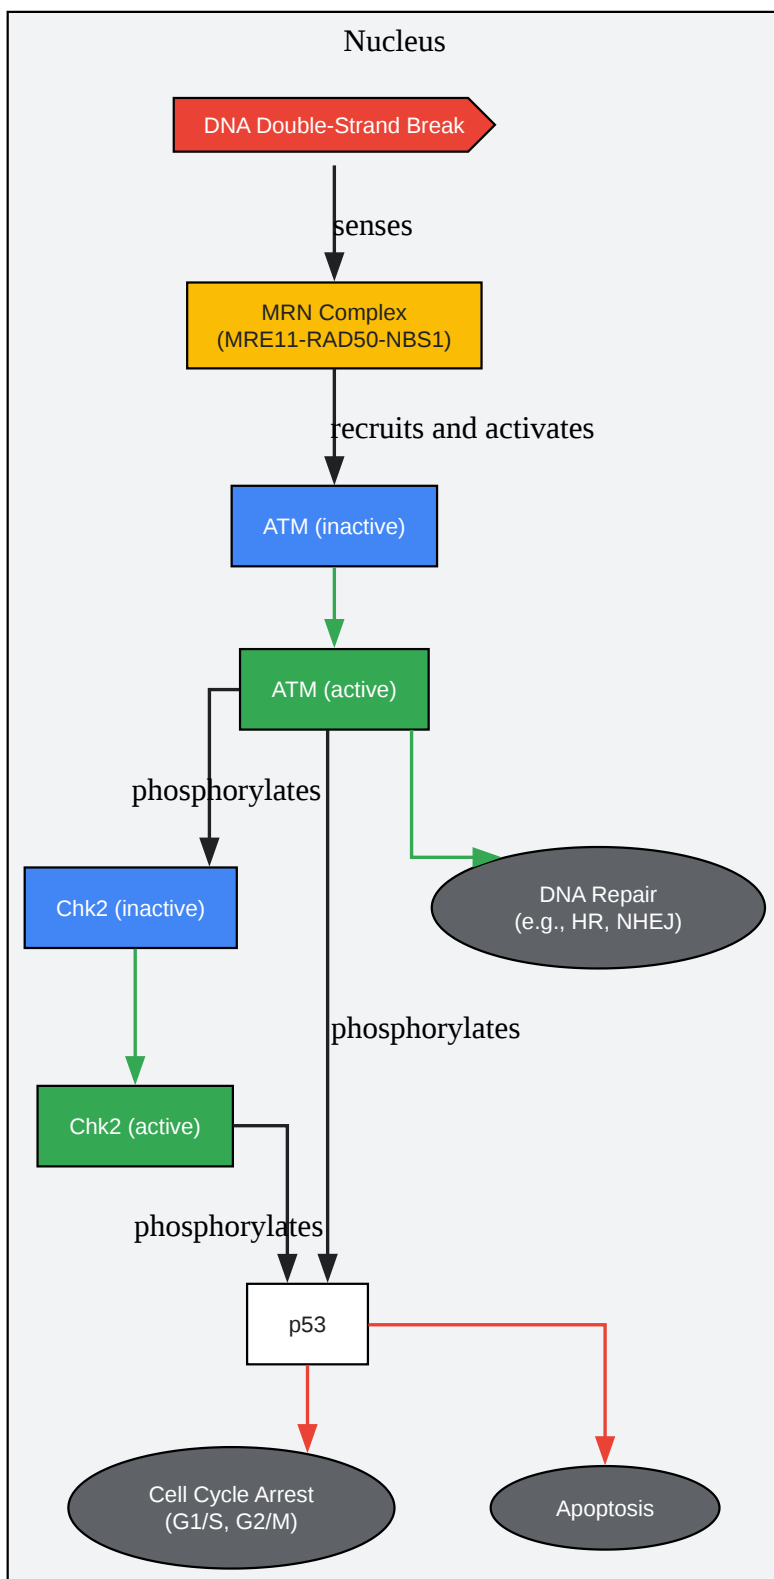 Nucleus
DNA Double-Strand Break
senses
MRN Complex
(MRE11-RAD50-NBS1)
recruits and activates
ATM (inactive)
ATM (active)
phosphorylates
Chk2 (inactive)
DNA Repair
(e.g., HR, NHEJ)
phosphorylates
Chk2 (active)
phosphorylates
p53
Cell Cycle Arrest
(G1/S, G2/M)
Apoptosis